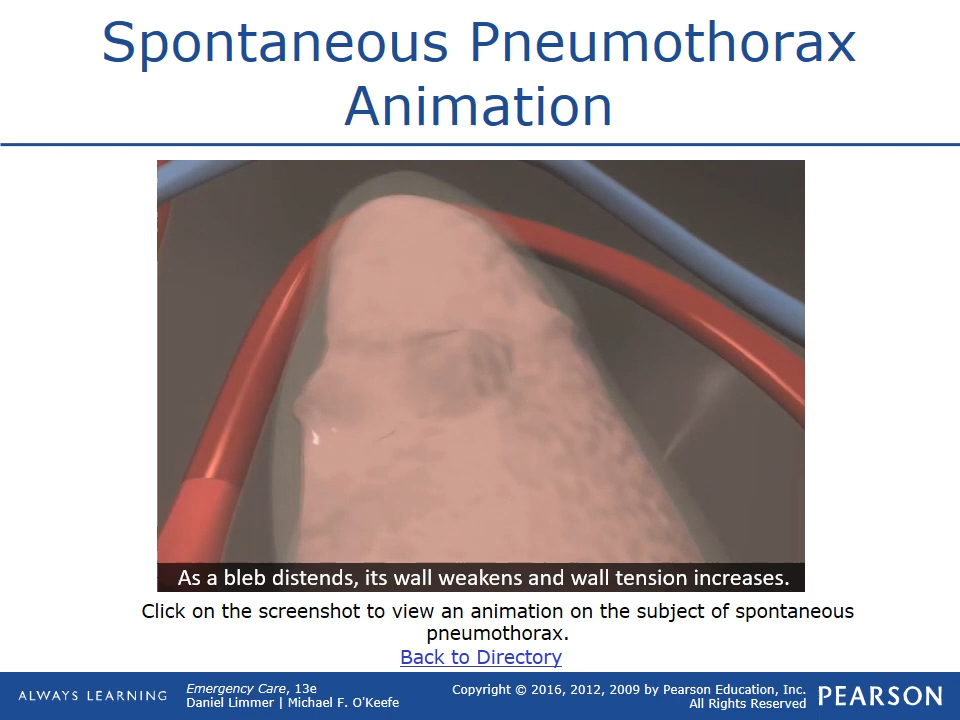 Spontaneous Pneumothorax
Animation
As a bleb distends, its wall weakens and wall tension increases.
Click on the screenshot to view an animation on the subject of spontaneous
pneumothorax.
Back to Directory
ALWAYS LEARNING
Emergency Care, 13e
Daniel Limmer | Michael F. O'Keefe
Copyright © 2016, 2012, 2009 by Pearson Education, Inc.
All Rights Reserved
PEARSON